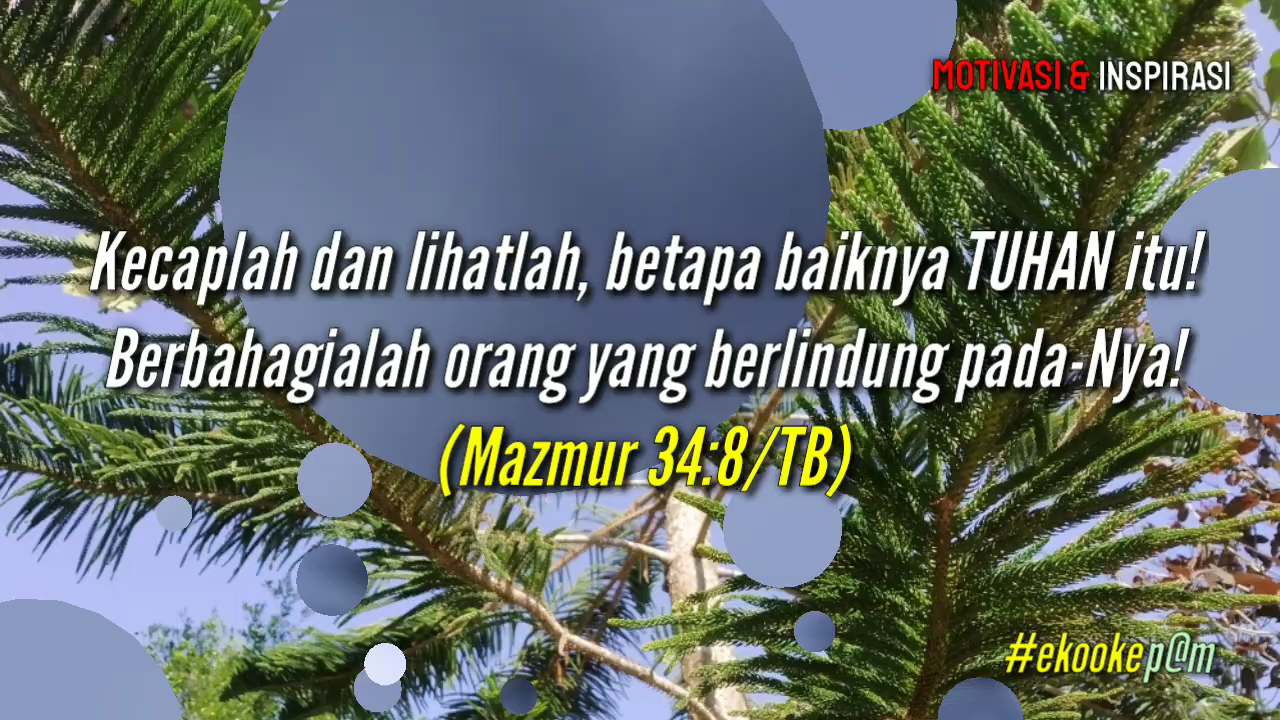 MOTIVASI & INSPIRASI
Kecaplah dan lihatlah, betapa baiknya TUHAN itu!
Berbahagialah orang yang berlindung pada-Nya!
(Mazmur 34:8/TB)
#ekookep@m